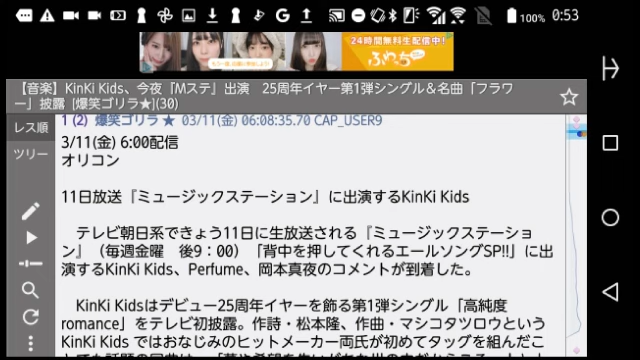 100% 0:53
24時間無料生配信中!
ふわっち
【音楽】KinKi Kids、今夜『Mステ』出演　25周年イヤー第1弾シングル＆名曲「フラワ
ー」披露 [爆笑ゴリラ★](30)
レス順
ツリー
1 (2) 爆笑ゴリラ ★ 03/11(金) 06:08:35.70 CAP_USER9
3/11(金) 6:00配信
オリコン
11日放送『ミュージックステーション』に出演するKinKi Kids
　テレビ朝日系できょう11日に生放送される『ミュージックステーショ
ン』（毎週金曜　後9：00）「背中を押してくれるエールソングSP!!」に出
演するKinKi Kids、Perfume、岡本真夜のコメントが到着した。
　KinKi Kidsはデビュー25周年イヤーを飾る第1弾シングル「高純度
romance」をテレビ初披露。作詩・松本隆、作曲・マシコタツロウという
KinKi Kids ではおなじみのヒットメーカー両氏が初めてタッグを組んだこ